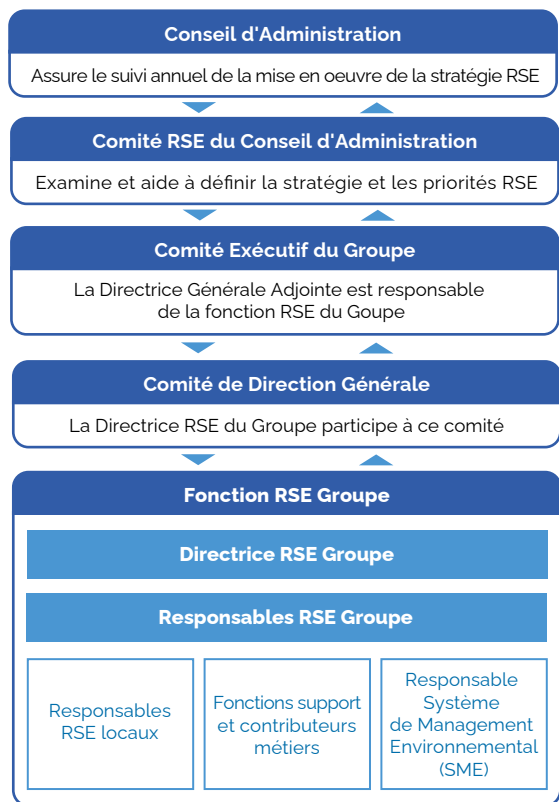 Conseil d'Administration
Assure le suivi annuel de la mise en oeuvre de la stratégie RSE
Comité RSE du Conseil d'Administration
Examine et aide à définir la stratégie et les priorités RSE
Comité Exécutif du Groupe
La Directrice Générale Adjointe est responsable
de la fonction RSE du Goupe
Comité de Direction Générale
La Directrice RSE du Groupe participe à ce comité
Fonction RSE Groupe
Directrice RSE Groupe
Responsables RSE Groupe
Responsables
RSE locaux
Fonctions support
et contributeurs
métiers
Responsable
Système
de Management
Environnemental
(SME)